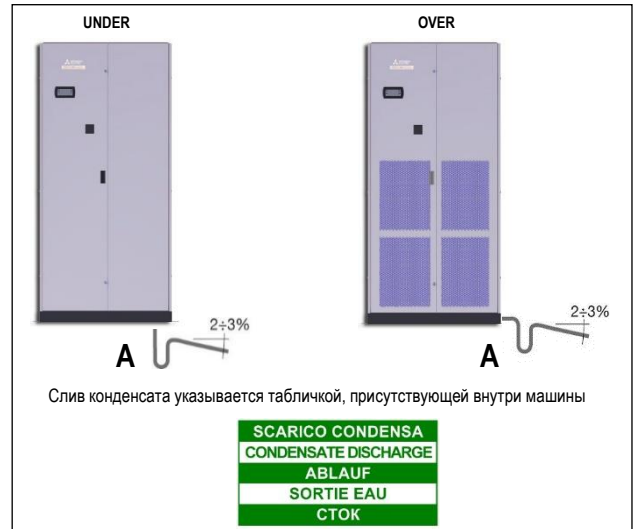 UNDER
OVER
2÷3%
2÷3%
A
A
Слив конденсата указывается табличкой, присутствующей внутри машины
SCARICO CONDENSA
CONDENSATE DISCHARGE
ABLAUF
SORTIE EAU
СТОК